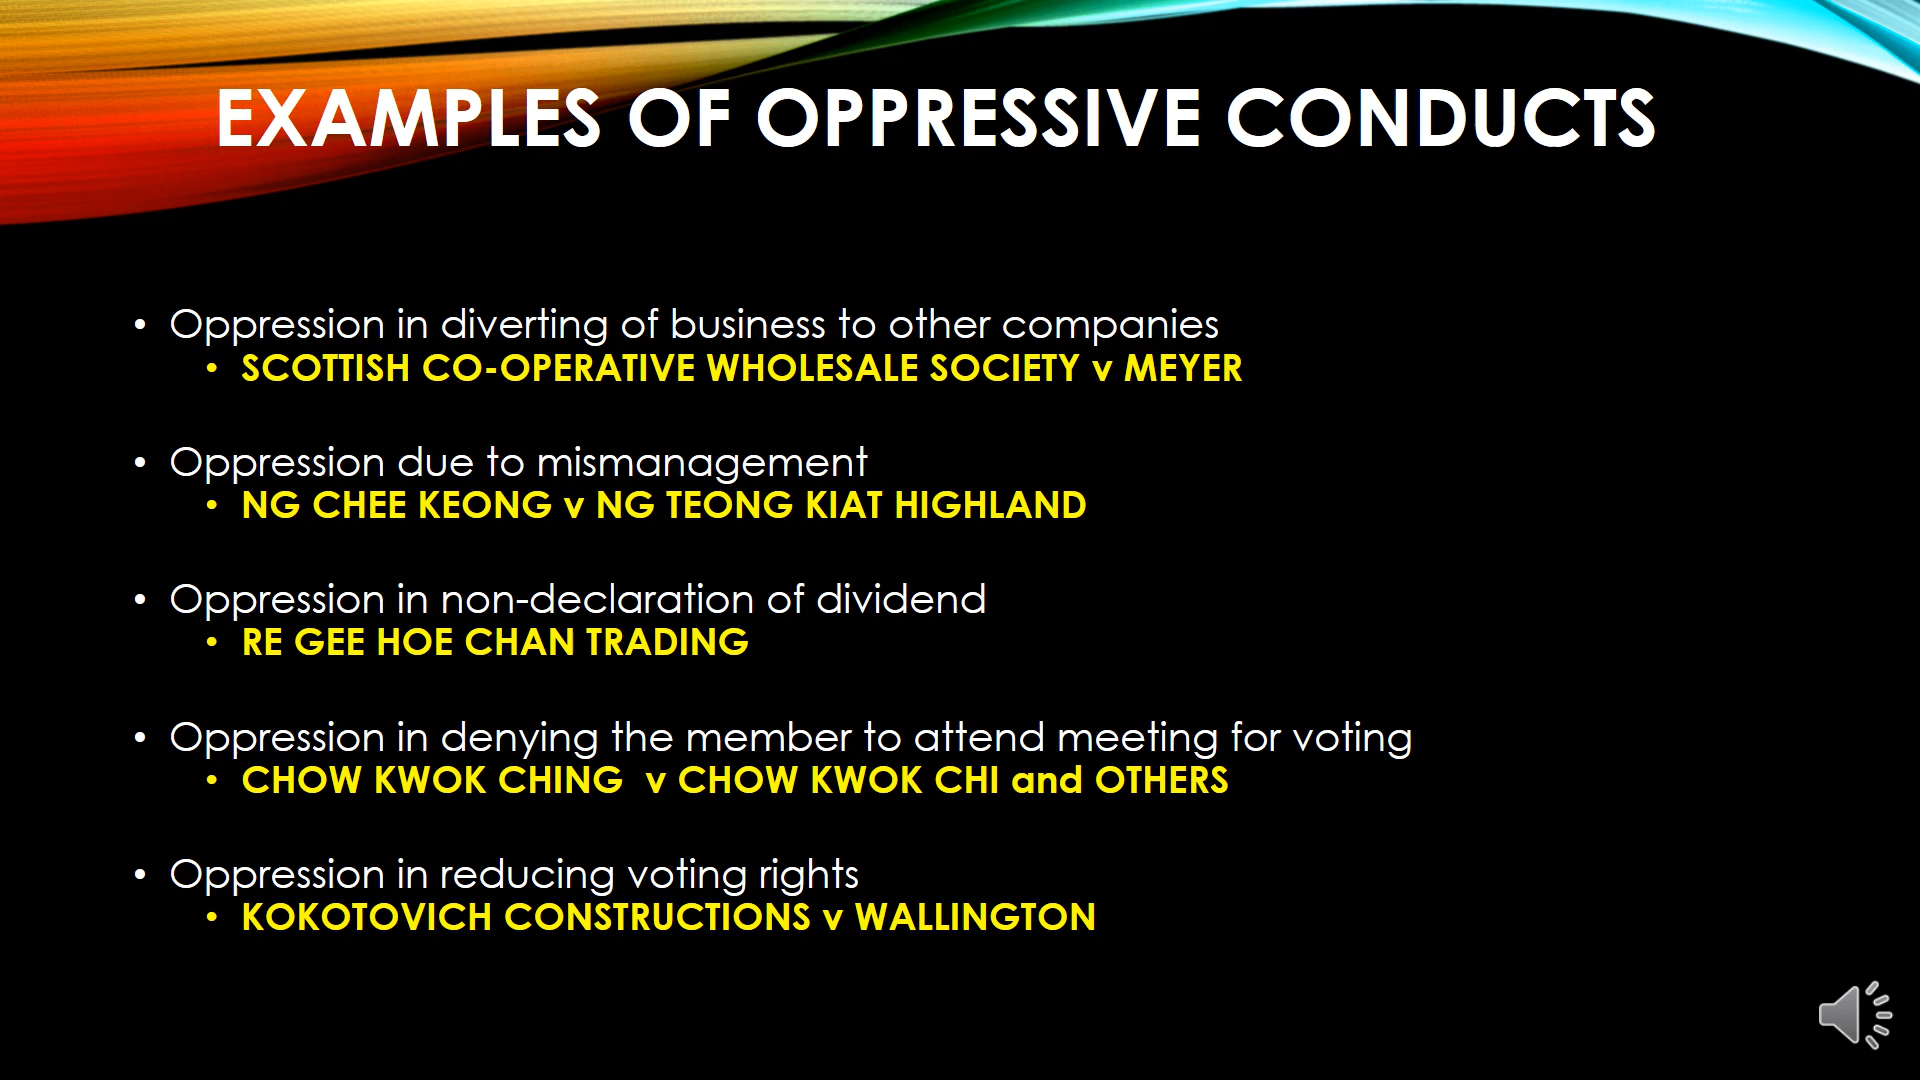 EXAMPLES OF OPPRESSIVE CONDUCTS
• Oppression in diverting of business to other companies
• SCOTTISH CO-OPERATIVE WHOLESALE SOCIETY v MEYER
• Oppression due to mismanagement
• NG CHEE KEONG v NG TEONG KIAT HIGHLAND
• Oppression in non-declaration of dividend
• RE GEE HOE CHAN TRADING
• Oppression in denying the member to attend meeting for voting
• CHOW KWOK CHING  v CHOW KWOK CHI and OTHERS
• Oppression in reducing voting rights
• KOKOTOVICH CONSTRUCTIONS v WALLINGTON